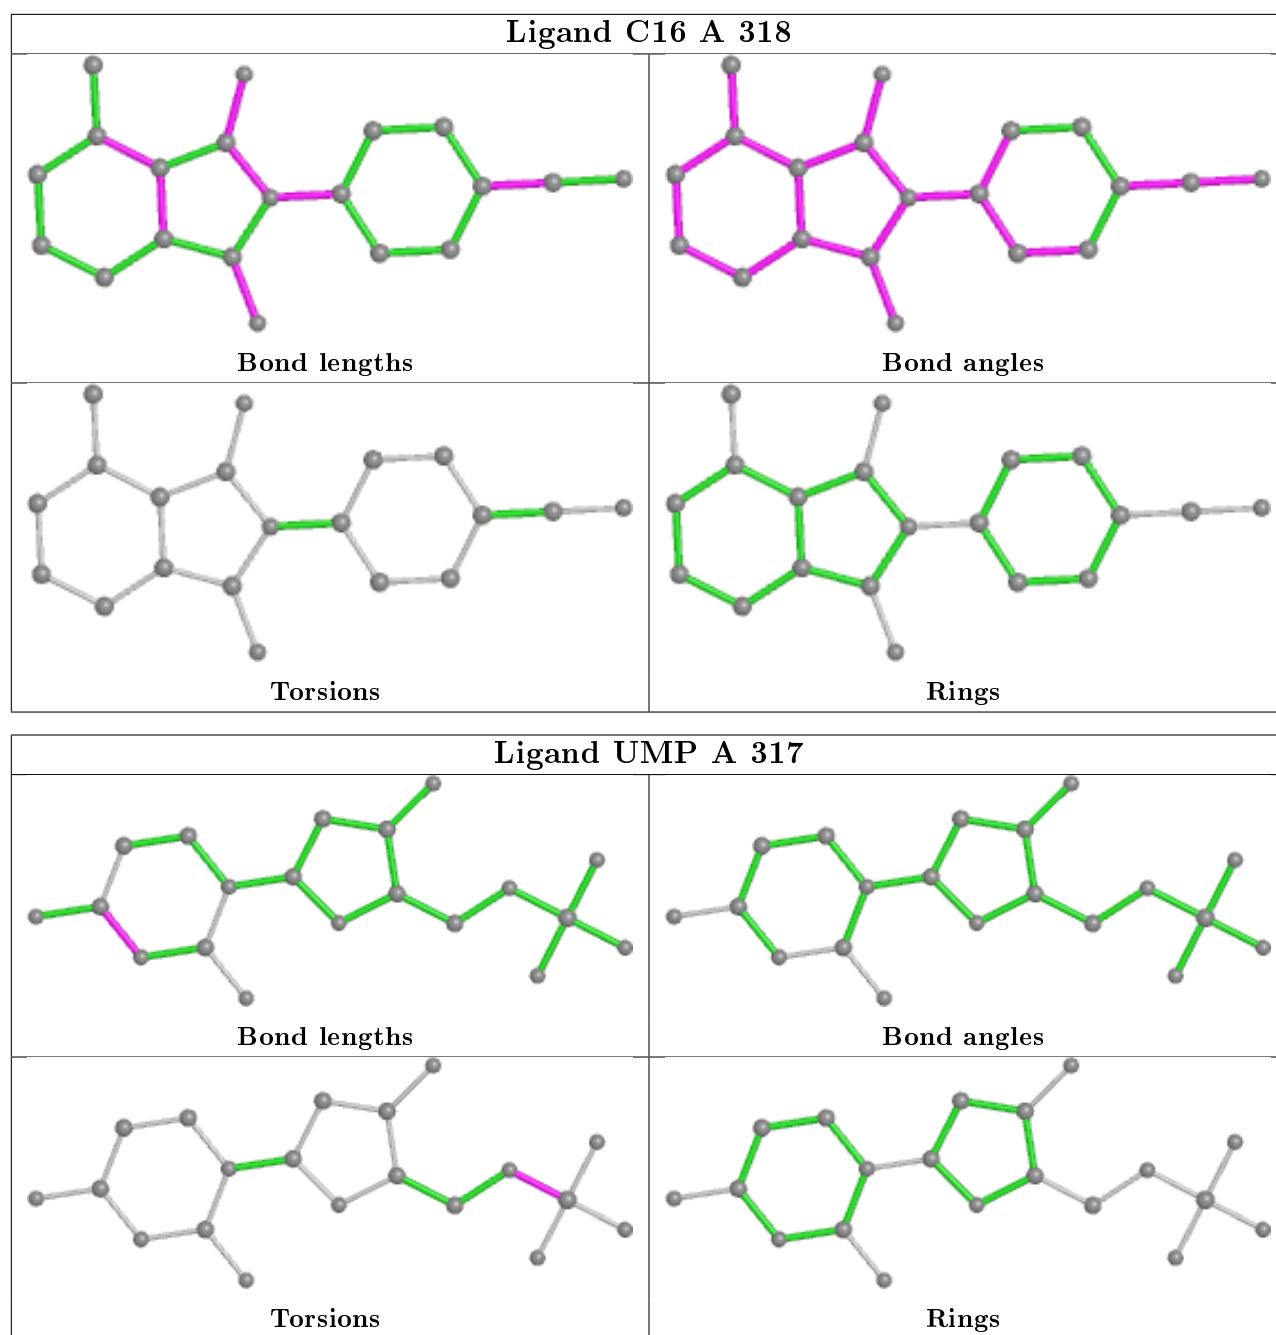 Ligand C16 A 318
Bond lengths
Bond angles
Torsions
Rings
Ligand UMP A 317
Bond lengths
Bond angles
Torsions
Rings